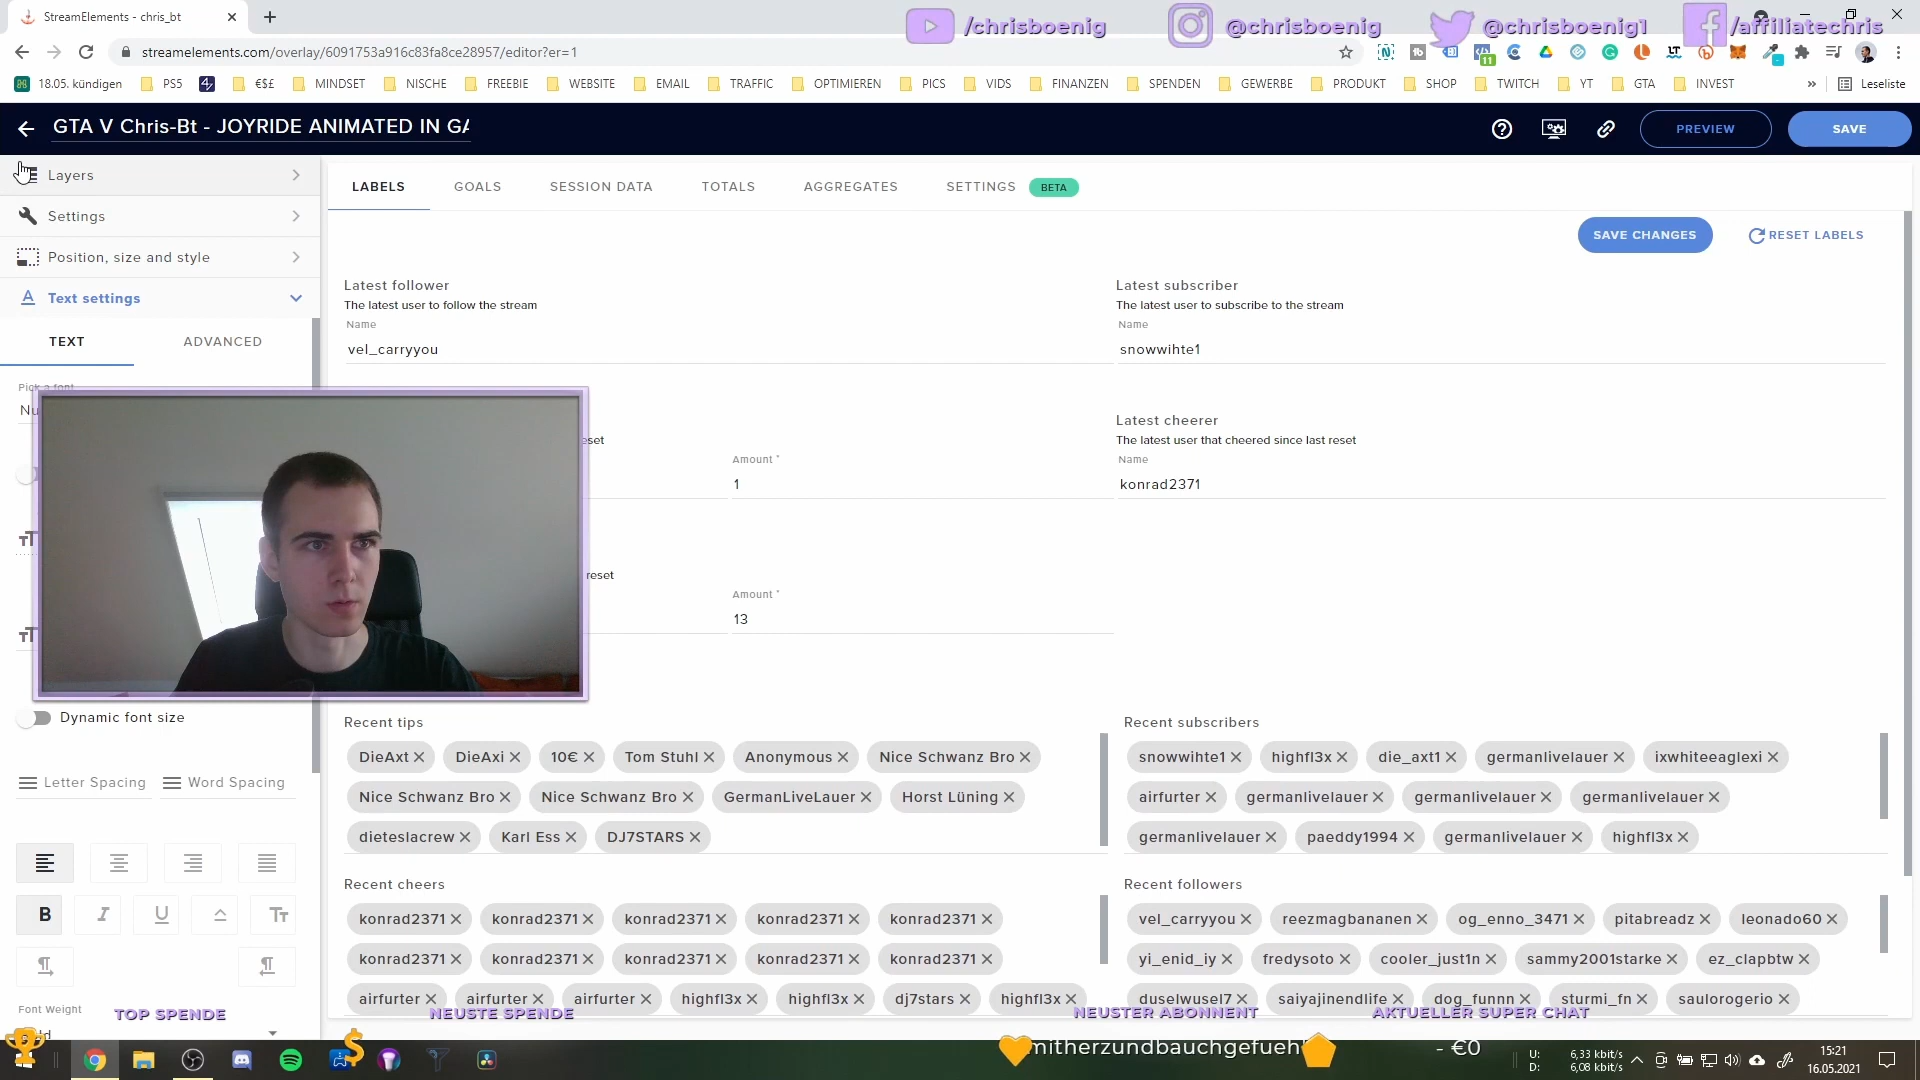 StreamElements - chris_bt
/chrisboenig
@chrisboenig
@chrisboenig1
/affiliatechris
streamelements.com/overlay/6091753a916c83fa8ce28957/editor?er=1
11
18.05. kündigen
PS5
€$£
MINDSET
NISCHE
FREEBIE
WEBSITE
EMAIL
TRAFFIC
OPTIMIEREN
PICS
VIDS
FINANZEN
SPENDEN
GEWERBE
PRODUKT
SHOP
TWITCH
YT
GTA
INVEST
»
Leseliste
GTA V Chris-Bt - JOYRIDE ANIMATED IN GA
PREVIEW
SAVE
Layers
Settings
Position, size and style
Text settings
TEXT
ADVANCED
Pick a font
Nu
LABELS
GOALS
SESSION DATA
TOTALS
AGGREGATES
SETTINGS
BETA
SAVE CHANGES
RESET LABELS
Latest follower
The latest user to follow the stream
Name
vel_carryyou
Latest subscriber
The latest user to subscribe to the stream
Name
snowwihte1
eset
Amount *
1
Latest cheerer
The latest user that cheered since last reset
Name
konrad2371
reset
Amount *
13
Dynamic font size
Letter Spacing
Word Spacing
Font Weight
Recent tips
DieAxt
DieAxi
10€
Tom Stuhl
Anonymous
Nice Schwanz Bro
Nice Schwanz Bro
Nice Schwanz Bro
GermanLiveLauer
Horst Lüning
dieteslacrew
Karl Ess
DJ7STARS
Recent subscribers
snowwihte1
highfl3x
die_axt1
germanlivelauer
ixwhiteeaglexi
airfurter
germanlivelauer
germanlivelauer
germanlivelauer
germanlivelauer
paeddy1994
germanlivelauer
highfl3x
Recent cheers
konrad2371
konrad2371
konrad2371
konrad2371
konrad2371
konrad2371
konrad2371
konrad2371
konrad2371
konrad2371
airfurter
airfurter
airfurter
highfl3x
highfl3x
dj7stars
highfl3x
Recent followers
vel_carryyou
reezmagbananen
og_enno_3471
pitabreadz
leonado60
yi_enid_iy
fredysoto
cooler_just1n
sammy2001starke
ez_clapbtw
duselwusel7
saiyajinendlife
dog_funnn
sturmi_fn
saulorogerio
TOP SPENDE
NEUSTE SPENDE
NEUSTER ABONNENT
AKTUELLER SUPER CHAT
mitherzundbauchgefueh
- €0
U:
6,33 kbit/s
D:
6,08 kbit/s
15:21
16.05.2021